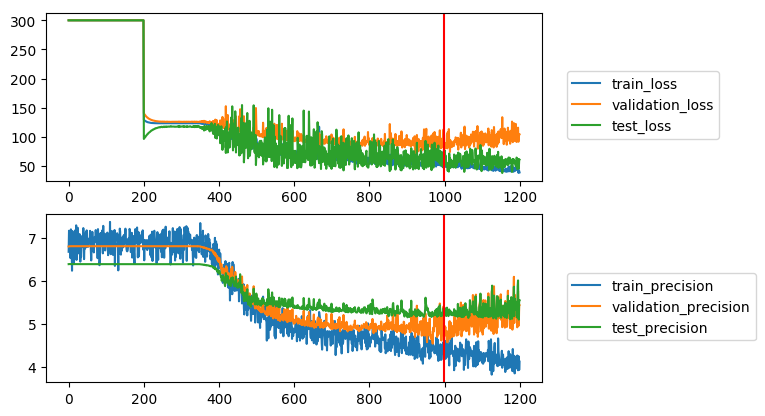 300
250
200
150
100
50
0 200 400 600 800 1000 1200
train_loss
validation_loss
test_loss
7
6
5
4
0 200 400 600 800 1000 1200
train_precision
validation_precision
test_precision